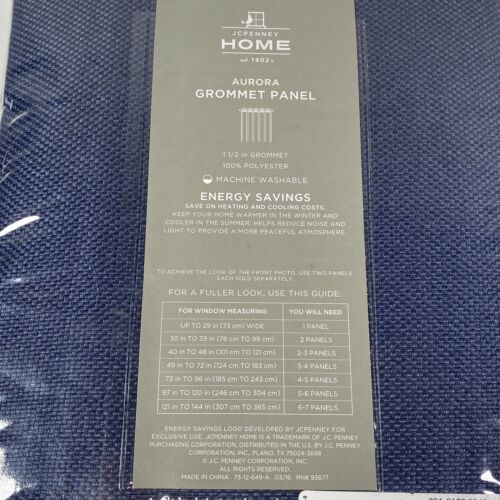 JCPENNEY
HOME
est. 1902
AURORA
GROMMET PANEL
1 1/2 in GROMMET
100% POLYESTER
MACHINE WASHABLE
ENERGY SAVINGS
SAVE ON HEATING AND COOLING COSTS.
KEEP YOUR HOME WARMER IN THE WINTER AND
COOLER IN THE SUMMER. HELPS REDUCE NOISE AND
LIGHT TO PROVIDE A MORE PEACEFUL ATMOSPHERE.
TO ACHIEVE THE LOOK OF THE FRONT PHOTO, USE TWO PANELS,
EACH SOLD SEPARATELY.
FOR A FULLER LOOK, USE THIS GUIDE:
FOR WINDOW MEASURING YOU WILL NEED
UP TO 29 in (73 cm) WIDE 1 PANEL
30 in TO 39 in (76 cm TO 99 cm) 2 PANELS
40 in TO 48 in (101 cm TO 121 cm) 2-3 PANELS
49 in TO 72 in (124 cm TO 183 cm) 3-4 PANELS
73 in TO 96 in (185 cm TO 243 cm) 4-5 PANELS
97 in TO 120 in (246 cm TO 304 cm) 5-6 PANELS
121 in TO 144 in (307 cm TO 365 cm) 6-7 PANELS
ENERGY SAVINGS LOGO DEVELOPED BY JCPENNEY FOR
EXCLUSIVE USE. JCPENNEY HOME IS A TRADEMARK OF J.C. PENNEY
PURCHASING CORPORATION, DISTRIBUTED IN THE U.S. BY J.C. PENNEY
CORPORATION, INC., PLANO, TX 75024-3698
© J.C. PENNEY CORPORATION, INC.
ALL RIGHTS RESERVED.
MADE IN CHINA 73-12-649-A 03/16 RN# 93677